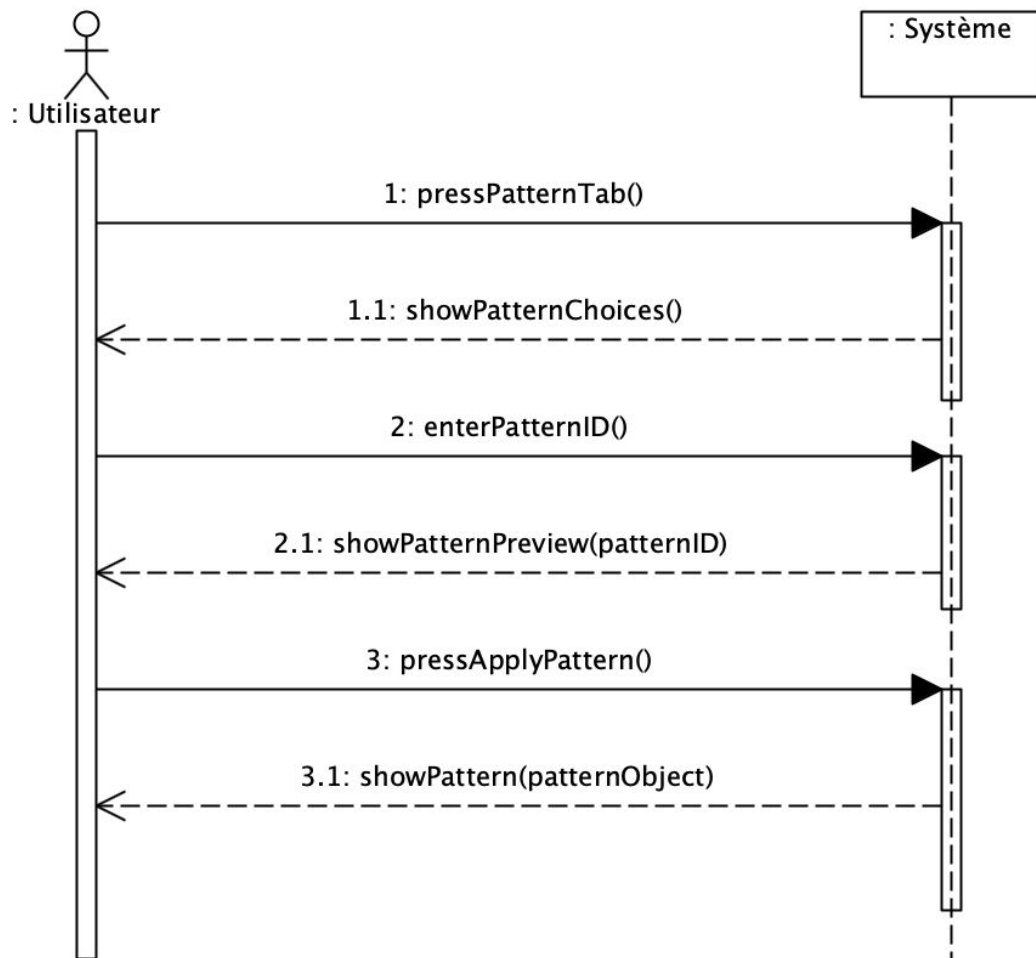 : Système
: Utilisateur
1: pressPatternTab()
1.1: showPatternChoices()
2: enterPatternID()
2.1: showPatternPreview(patternID)
3: pressApplyPattern()
3.1: showPattern(patternObject)